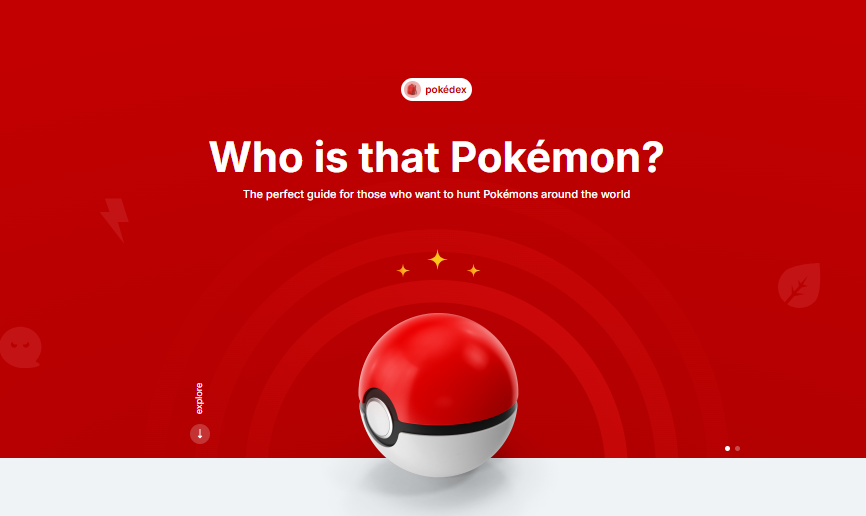 pokédex
Who is that Pokémon?
The perfect guide for those who want to hunt Pokémons around the world
explore